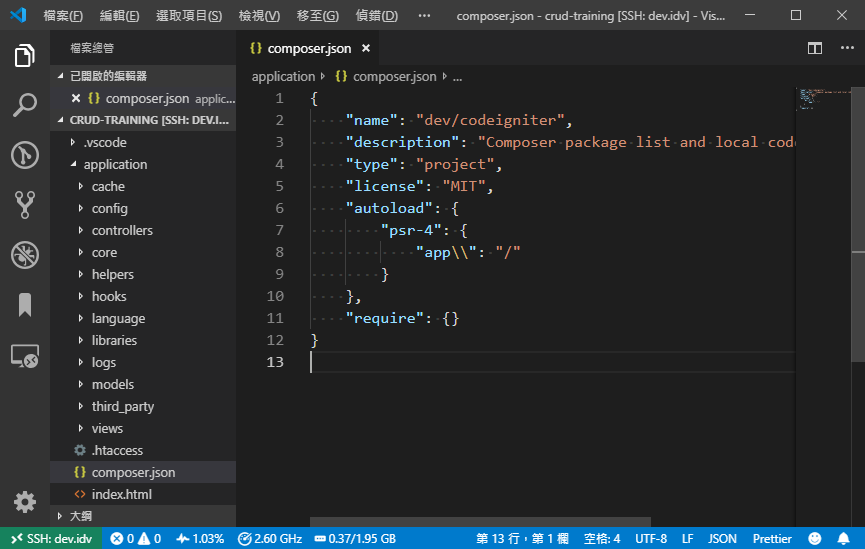 檔案(F) 編輯(E) 選取項目(S) 檢視(V) 移至(G) 偵錯(D) ··· composer.json - crud-training [SSH: dev.idv] - Vis...
檔案總管
已開啟的編輯器
composer.json applic...
CRUD-TRAINING [SSH: DEV.I...
.vscode
application
cache
config
controllers
core
helpers
hooks
language
libraries
logs
models
third_party
views
.htaccess
{} composer.json
<> index.html
大綱
{} composer.json ×
application › {} composer.json › ...
1 {
2 "name": "dev/codeigniter",
3 "description": "Composer package list and local cod
4 "type": "project",
5 "license": "MIT",
6 "autoload": {
7 "psr-4": {
8 "app\\": "/"
9 }
10 },
11 "require": {}
12 }
13
SSH: dev.idv 0 0 1.03% 2.60 GHz 0.37/1.95 GB 第 13 行，第 1 欄 空格: 4 UTF-8 LF JSON Prettier